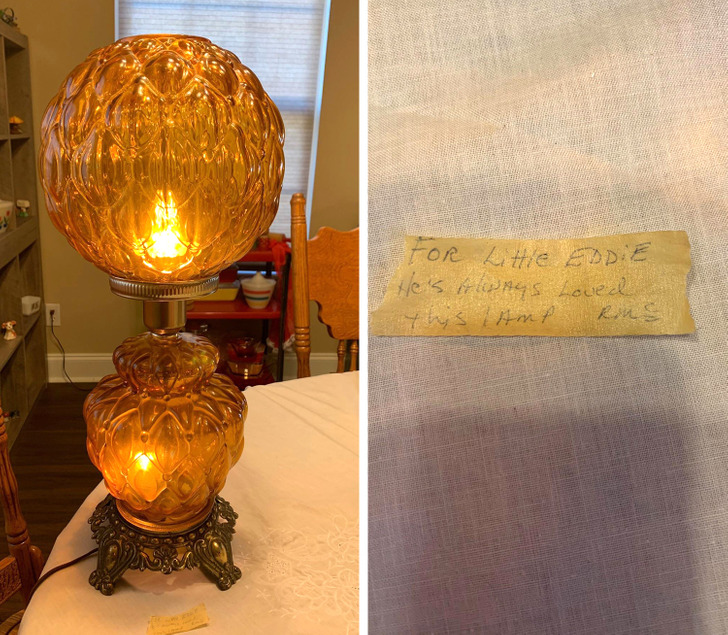 FOR Little EDDiE
He's Always Loved
this lAmP RMS